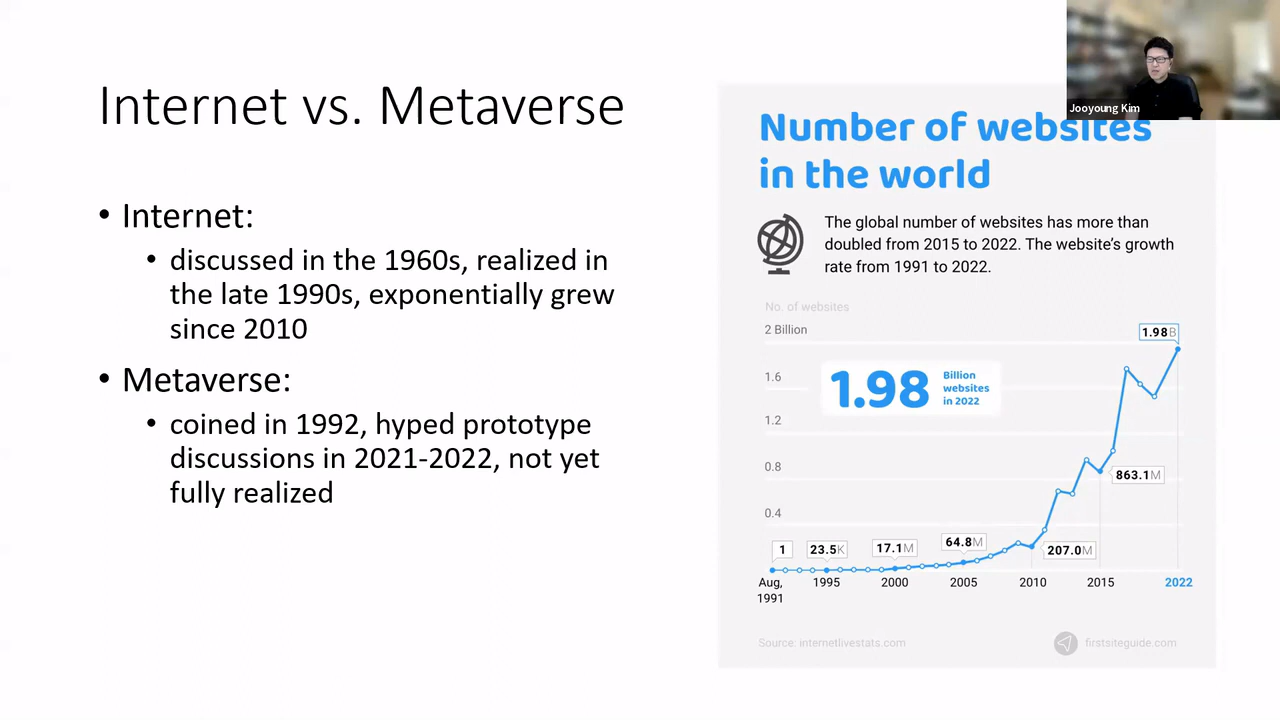 Internet vs. Metaverse
• Internet:
• discussed in the 1960s, realized in
the late 1990s, exponentially grew
since 2010
• Metaverse:
• coined in 1992, hyped prototype
discussions in 2021-2022, not yet
fully realized
Jooyoung Kim
Number of websites
in the world
The global number of websites has more than
doubled from 2015 to 2022. The website's growth
rate from 1991 to 2022.
No. of websites
2 Billion
1.98B
1.6
1.98
Billion
websites
in 2022
1.2
0.8
863.1M
0.4
1
23.5K
17.1M
64.8M
207.0M
Aug,
1991
1995
2000
2005
2010
2015
2022
Source: internetlivestats.com
firstsiteguide.com